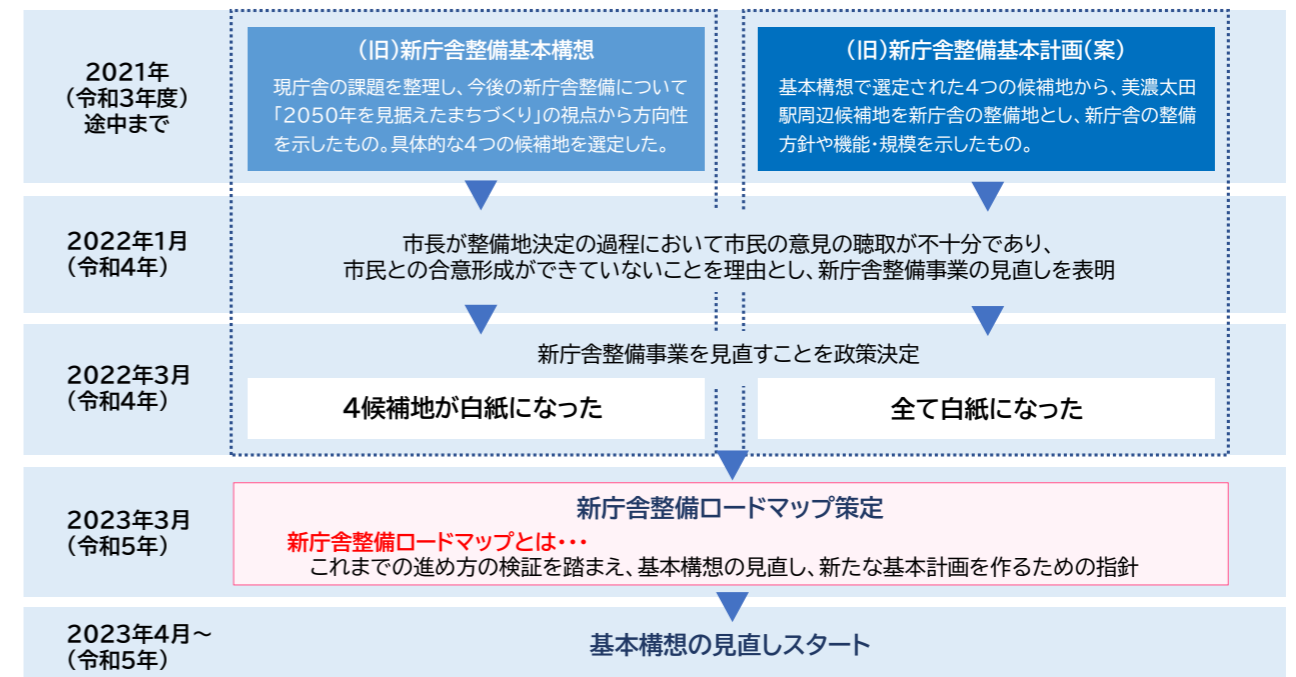 2021年
(令和3年度)
途中まで
(旧)新庁舎整備基本構想
現庁舎の課題を整理し、今後の新庁舎整備について
「2050年を見据えたまちづくり」の視点から方向性
を示したもの。具体的な4つの候補地を選定した。
(旧)新庁舎整備基本計画(案)
基本構想で選定された4つの候補地から、美濃太田
駅周辺候補地を新庁舎の整備地とし、新庁舎の整備
方針や機能・規模を示したもの。
2022年1月
(令和4年)
市長が整備地決定の過程において市民の意見の聴取が不十分であり、
市民との合意形成ができていないことを理由とし、新庁舎整備事業の見直しを表明
2022年3月
(令和4年)
新庁舎整備事業を見直すことを政策決定
4候補地が白紙になった
全て白紙になった
2023年3月
(令和5年)
新庁舎整備ロードマップ策定
新庁舎整備ロードマップとは・・・
これまでの進め方の検証を踏まえ、基本構想の見直し、新たな基本計画を作るための指針
2023年4月~
(令和5年)
基本構想の見直しスタート